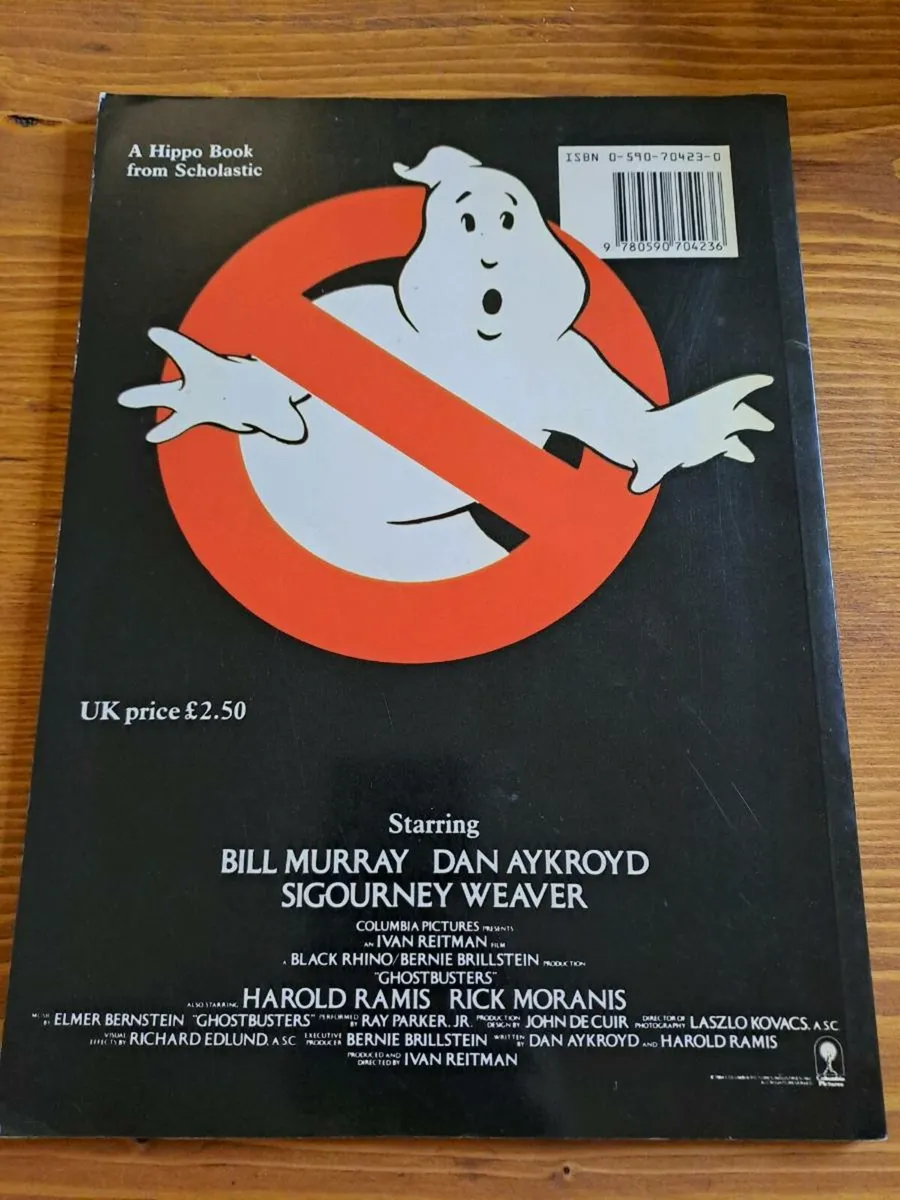 A Hippo Book
from Scholastic
ISBN 0-590-70423-0
9 780590 704236
UK price £2.50
Starring
BILL MURRAY DAN AYKROYD
SIGOURNEY WEAVER
COLUMBIA PICTURES PRESENTS
AN IVAN REITMAN FILM
A BLACK RHINO/BERNIE BRILLSTEIN PRODUCTION
"GHOSTBUSTERS"
ALSO STARRING HAROLD RAMIS RICK MORANIS
MUSIC BY ELMER BERNSTEIN "GHOSTBUSTERS" PERFORMED BY RAY PARKER, JR. PRODUCTION DESIGN BY JOHN DE CUIR DIRECTOR OF PHOTOGRAPHY LASZLO KOVACS, A.S.C.
VISUAL EFFECTS BY RICHARD EDLUND, A.S.C. EXECUTIVE PRODUCER BERNIE BRILLSTEIN WRITTEN BY DAN AYKROYD AND HAROLD RAMIS
PRODUCED AND DIRECTED BY IVAN REITMAN
Columbia
Pictures